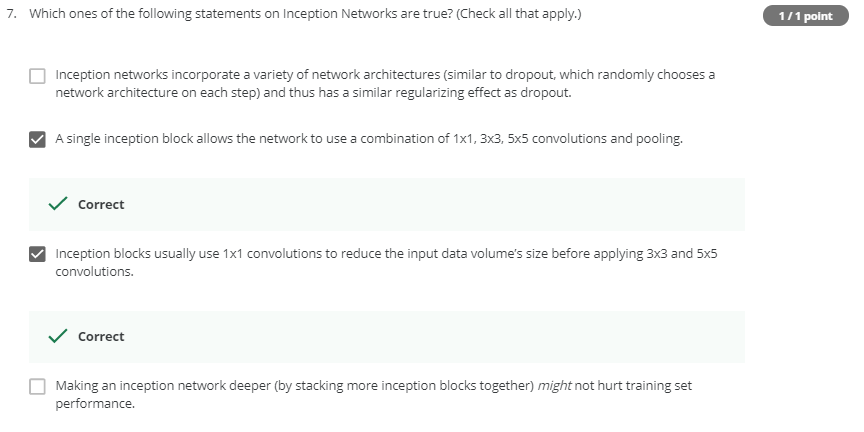 7. Which ones of the following statements on Inception Networks are true? (Check all that apply.)
1 / 1 point
Inception networks incorporate a variety of network architectures (similar to dropout, which randomly chooses a
network architecture on each step) and thus has a similar regularizing effect as dropout.
A single inception block allows the network to use a combination of 1x1, 3x3, 5x5 convolutions and pooling.
Correct
Inception blocks usually use 1x1 convolutions to reduce the input data volume's size before applying 3x3 and 5x5
convolutions.
Correct
Making an inception network deeper (by stacking more inception blocks together) might not hurt training set
performance.